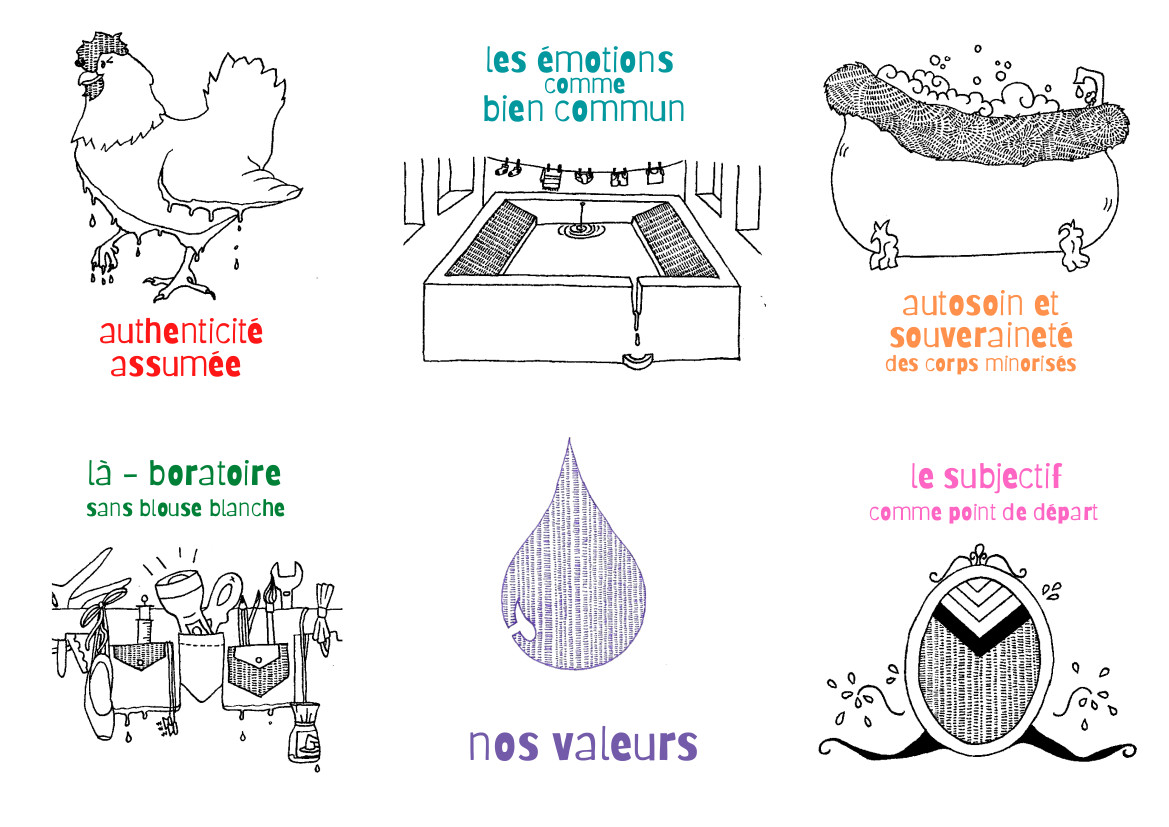 les émotions
comme
bien commun
authenticité
assumée
autosoin et
souveraineté
des corps minorisés
là - boratoire
sans blouse blanche
le subjectif
comme point de départ
nos valeurs